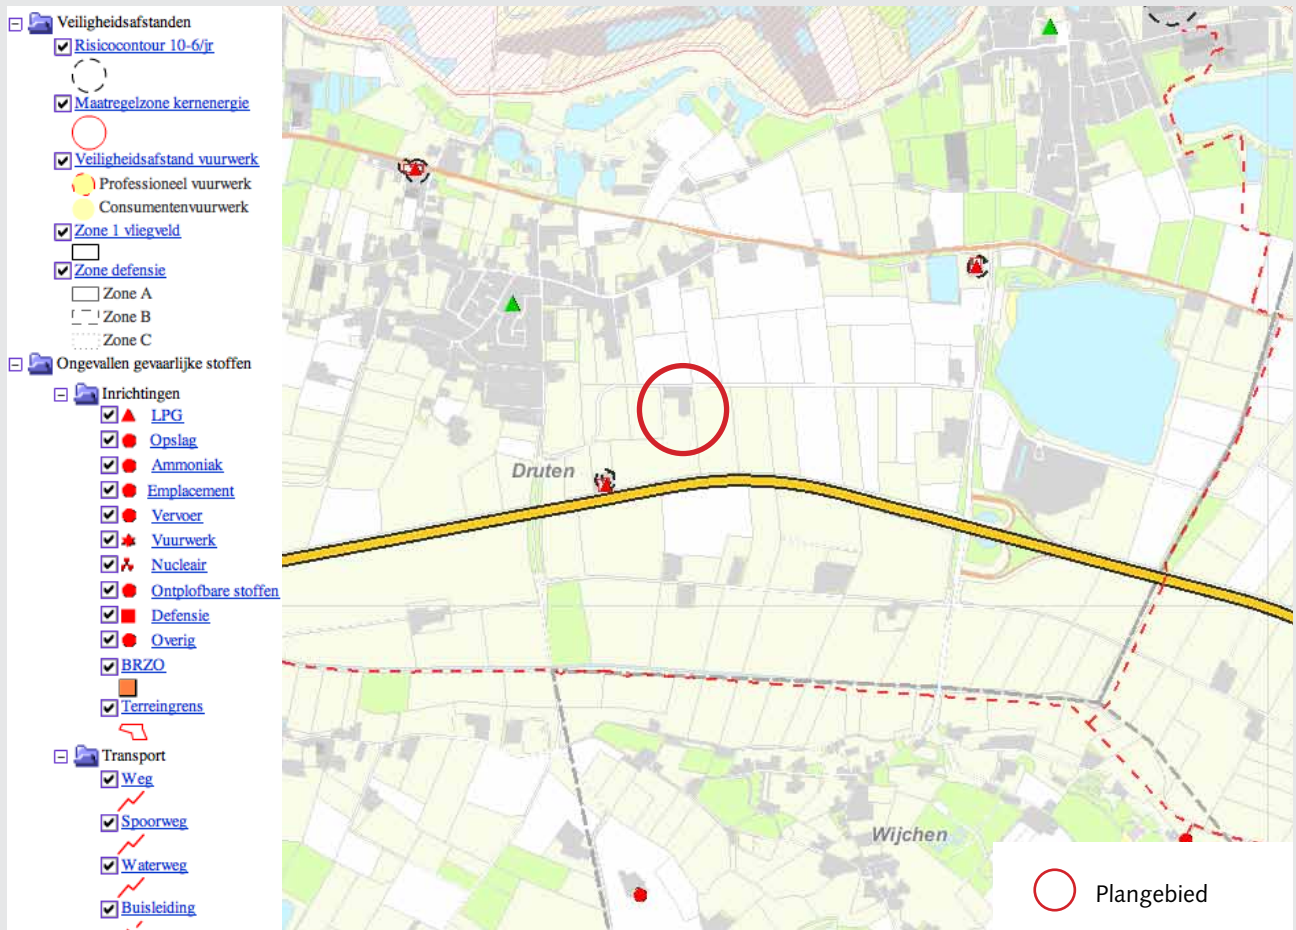 Veiligheidsafstanden
Risicocontour 10-6/jr
Maatregelzone kernenergie
Veiligheidsafstand vuurwerk
Professioneel vuurwerk
Consumentenvuurwerk
Zone 1 vliegveld
Zone defensie
Zone A
Zone B
Zone C
Ongevallen gevaarlijke stoffen
Inrichtingen
LPG
Opslag
Ammoniak
Emplacement
Vervoer
Vuurwerk
Nucleair
Ontplofbare stoffen
Defensie
Overig
BRZO
Terreingrens
Transport
Weg
Spoorweg
Waterweg
Buisleiding
Druten
Wijchen
Plangebied